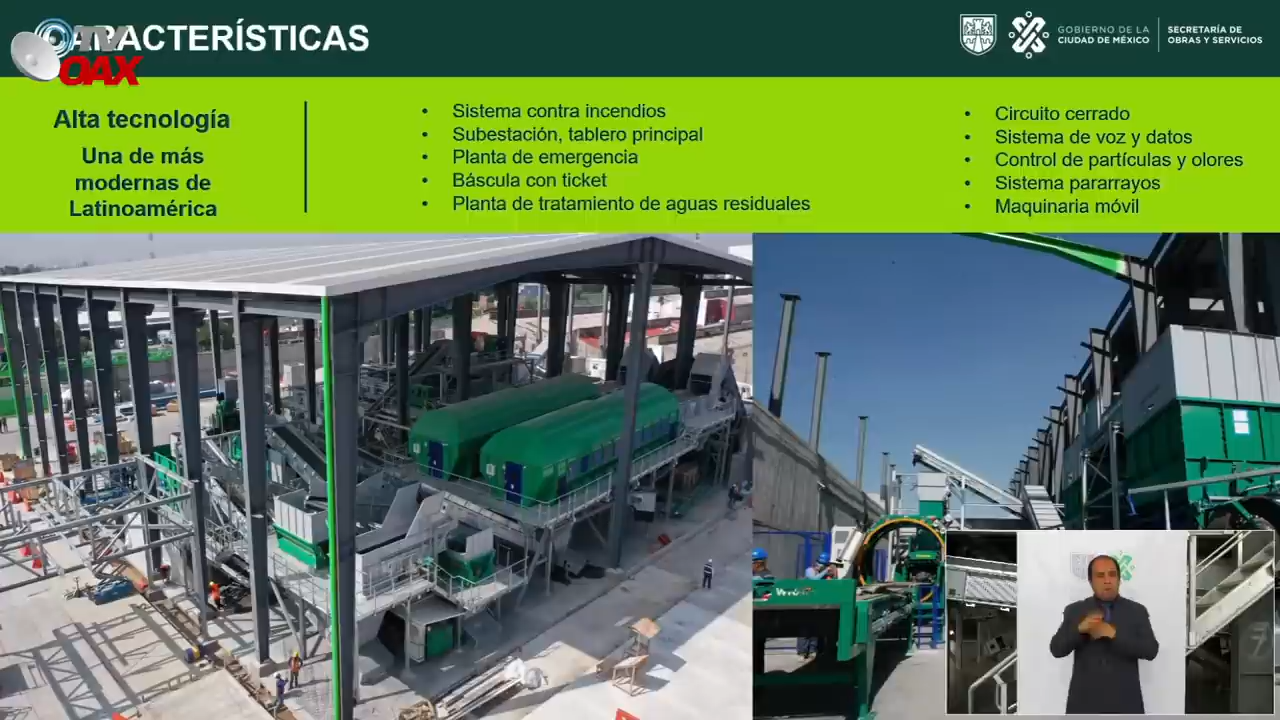 CARACTERÍSTICAS
TV
OAX
GOBIERNO DE LA
CIUDAD DE MÉXICO
SECRETARÍA DE
OBRAS Y SERVICIOS
Alta tecnología
Una de más
modernas de
Latinoamérica
• Sistema contra incendios
• Subestación, tablero principal
• Planta de emergencia
• Báscula con ticket
• Planta de tratamiento de aguas residuales
• Circuito cerrado
• Sistema de voz y datos
• Control de partículas y olores
• Sistema pararrayos
• Maquinaria móvil